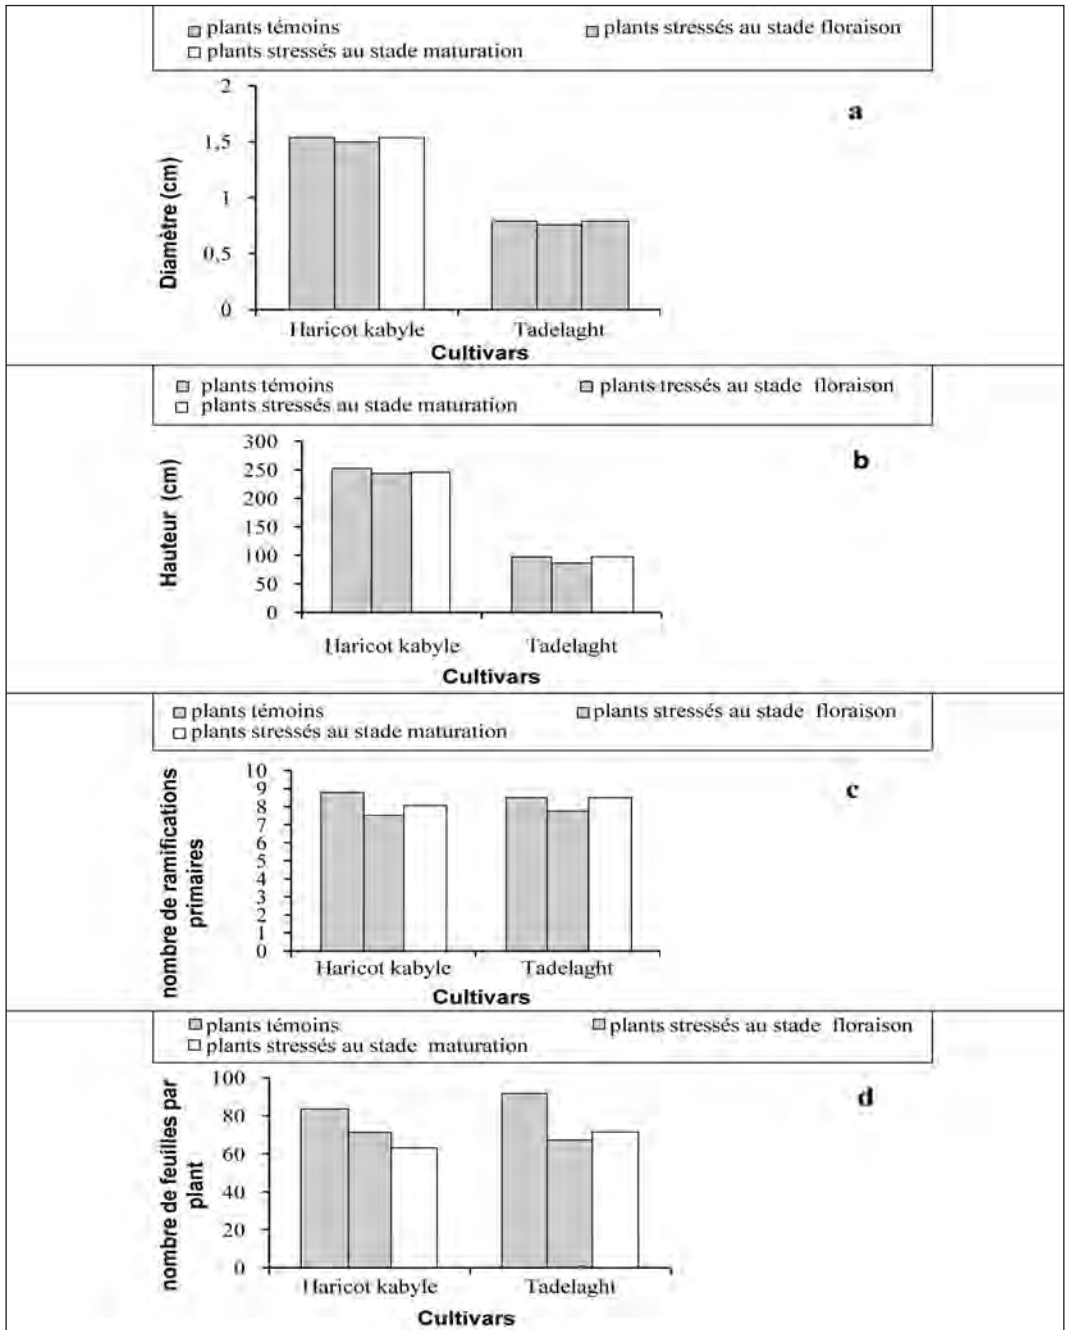 plants témoins
plants stressés au stade floraison
plants stressés au stade maturation
a
Diamètre (cm)
2
1,5
1
0,5
0
Haricot kabyle
Tadelaght
Cultivars
plants témoins
plants tressés au stade floraison
plants stressés au stade maturation
b
Hauteur (cm)
300
250
200
150
100
50
0
Haricot kabyle
Tadelaght
Cultivars
plants témoins
plants stressés au stade floraison
plants stressés au stade maturation
c
nombre de ramifications
primaires
10
9
8
7
6
5
4
3
2
1
0
Haricot kabyle
Tadelaght
Cultivars
plants témoins
plants stressés au stade floraison
plants stressés au stade maturation
d
nombre de feuilles par
plant
100
80
60
40
20
0
Haricot kabyle
Tadelaght
Cultivars